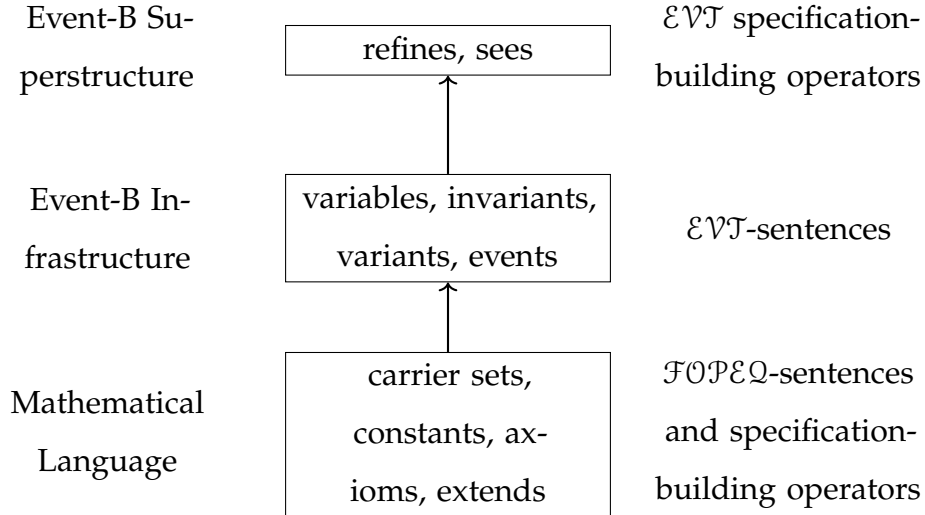 Event-B Su-
perstructure
refines, sees
ℰ𝒱𝒯 specification-
building operators
Event-B In-
frastructure
variables, invariants,
variants, events
ℰ𝒱𝒯-sentences
Mathematical
Language
carrier sets,
constants, ax-
ioms, extends
ℱ𝒪𝒫ℰ𝒬-sentences
and specification-
building operators